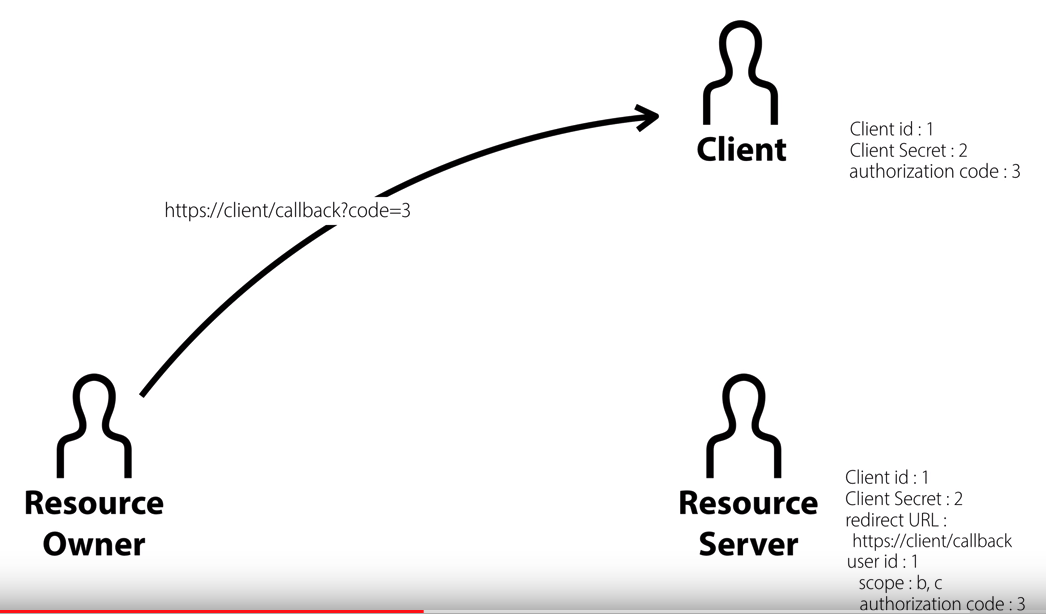 Client
Client id : 1
Client Secret : 2
authorization code : 3
https://client/callback?code=3
Resource
Owner
Resource
Server
Client id : 1
Client Secret : 2
redirect URL :
https://client/callback
user id : 1
scope : b, c
authorization code : 3